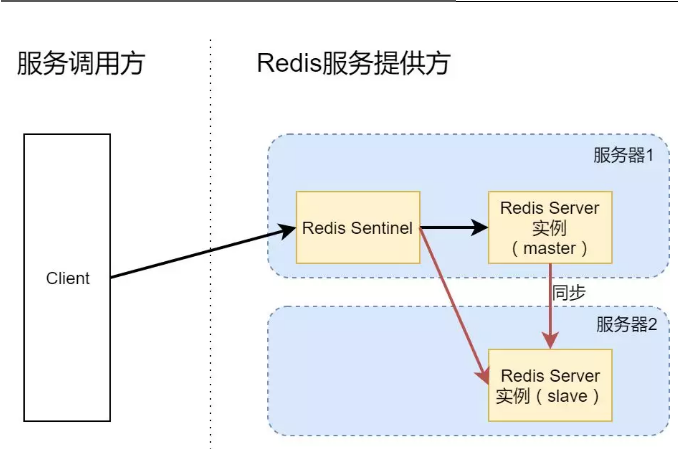 服务调用方
Redis服务提供方
服务器1
Redis Sentinel
Redis Server
实例
（master）
Client
同步
服务器2
Redis Server
实例（slave）